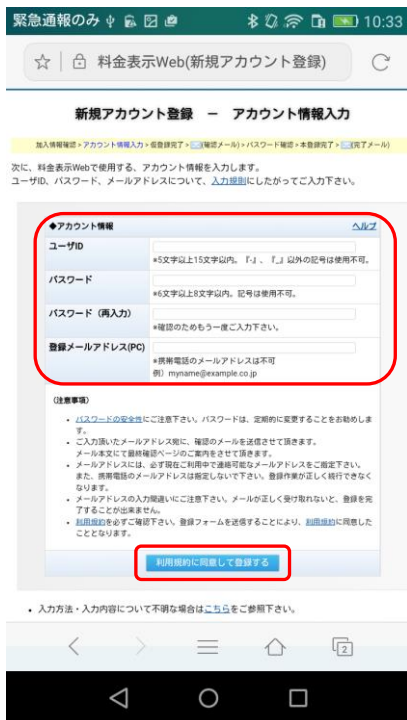 緊急通報のみ 10:33
料金表示Web(新規アカウント登録)
新規アカウント登録 － アカウント情報入力
加入情報確認 > アカウント情報入力 > 仮登録完了 > (確認メール) > パスワード確認 > 本登録完了 > (完了メール)
次に、料金表示Webで使用する、アカウント情報を入力します。
ユーザID、パスワード、メールアドレスについて、入力規則にしたがってご入力下さい。
◆アカウント情報 ヘルプ
ユーザID
※5文字以上15文字以内。『-』、『_』以外の記号は使用不可。
パスワード
※6文字以上8文字以内。記号は使用不可。
パスワード（再入力）
※確認のためもう一度ご入力下さい。
登録メールアドレス(PC)
※携帯電話のメールアドレスは不可
例）myname@example.co.jp
《注意事項》
• パスワードの安全性にご注意下さい。パスワードは、定期的に変更することをお勧めしま
す。
• ご入力頂いたメールアドレス宛に、確認のメールを送信させて頂きます。
メール本文にて最終確認ページのご案内をさせて頂きます。
• メールアドレスには、必ず現在ご利用中で連絡可能なメールアドレスをご指定下さい。
また、携帯電話のメールアドレスは指定しないで下さい。登録作業が正しく続行できなく
なります。
• メールアドレスの入力間違いにご注意下さい。メールが正しく受け取れないと、登録を完
了することが出来ません。
• 利用規約を必ずご確認下さい。登録フォームを送信することにより、利用規約に同意した
こととなります。
利用規約に同意して登録する
• 入力方法・入力内容について不明な場合はこちらをご参照下さい。
2